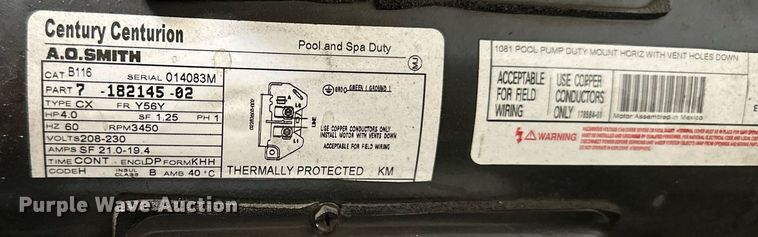 Century Centurion
A.O.SMITH
Pool and Spa Duty
MJ
CAT B116 SERIAL 014083M
PART 7 -182145-02
TYPE CX FR Y56Y
HP 4.0 SF 1.25 PH 1
HZ 60 RPM 3450
VOLTS 208-230
AMPS SF 21.0-19.4
TIME CONT ENCL DP FORM KHH
CODE H INSUL CLASS B AMB 40 °C
GRD GREEN (GROUND)
LINE
L1
USE COPPER CONDUCTORS ONLY
INSTALL MOTOR WITH VENTS DOWN
ACCEPTABLE FOR FIELD WIRING
THERMALLY PROTECTED KM
1081 POOL PUMP DUTY MOUNT HORIZ WITH VENT HOLES DOWN
ACCEPTABLE
FOR FIELD
WIRING
USE COPPER
CONDUCTORS
ONLY
Motor Assembled in Mexico
WARNING
Purple Wave Auction